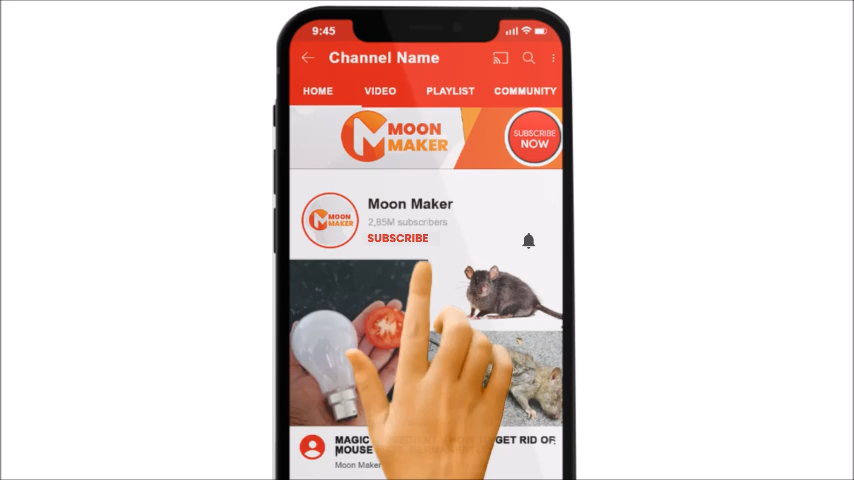 9:45
Channel Name
HOME VIDEO PLAYLIST COMMUNITY
MOON
MAKER
SUBSCRIBE
NOW
Moon Maker
MOON
MAKER
2,85M subscribers
SUBSCRIBE
MAGIC GET RID OF
MOUSE
Moon Maker